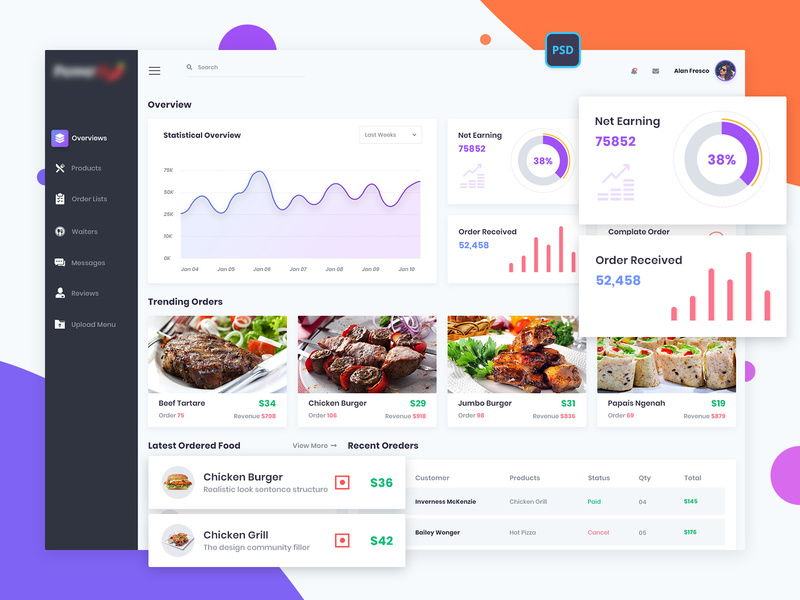 PSD
Search
Alan Fresco
Overview
Overviews
Products
Order Lists
Waiters
Messages
Reviews
Upload Menu
Statistical Overview
Last Weeks
75K
50K
25K
10K
0K
Jan 04
Jan 05
Jan 06
Jan 07
Jan 08
Jan 09
Jan 10
Net Earning
75852
38%
Net Earning
75852
38%
Order Received
52,458
Complate Order
Order Received
52,458
Trending Orders
Beef Tartare $34
Order 75 Revenue $708
Chicken Burger $29
Order 106 Revenue $918
Jumbo Burger $31
Order 98 Revenue $836
Papais Ngenah $19
Order 69 Revenue $879
Latest Ordered Food
View More
Chicken Burger
Realistic look sentence structure
$36
Chicken Grill
The design community filler
$42
Recent Oreders
Customer Products Status Qty Total
Inverness McKenzie Chicken Grill Paid 04 $145
Bailey Wonger Hot Pizza Cancel 05 $176